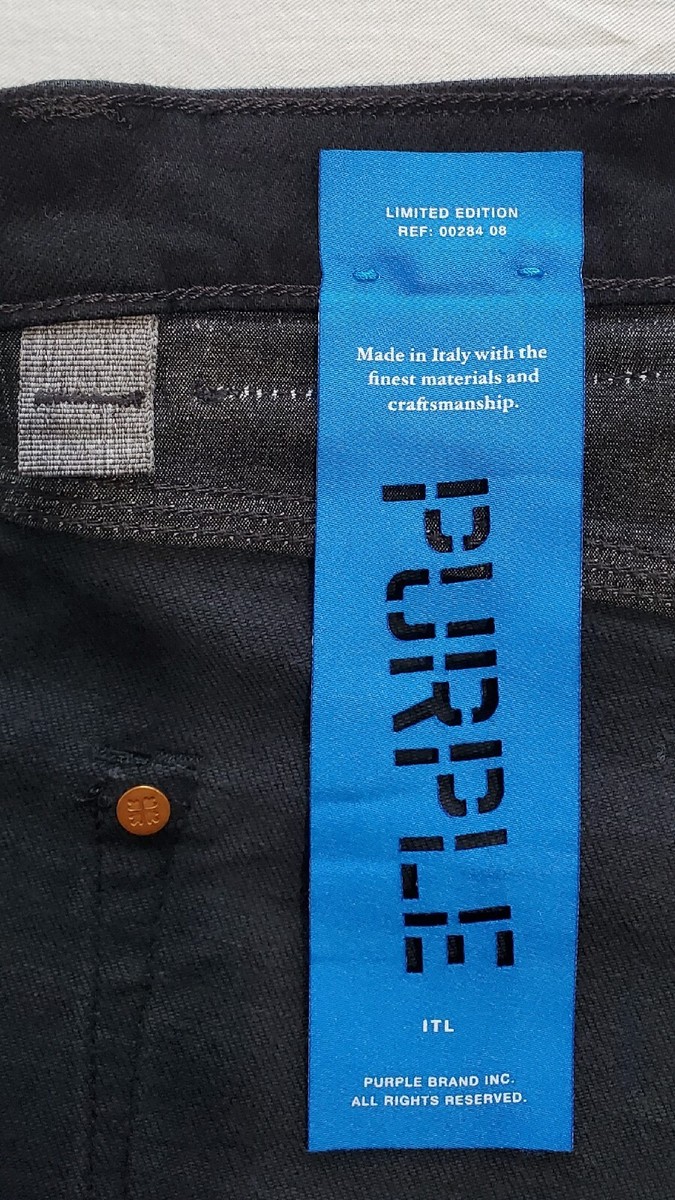 LIMITED EDITION
REF: 00284 08
Made in Italy with the
finest materials and
craftsmanship.
PURPLE
ITL
PURPLE BRAND INC.
ALL RIGHTS RESERVED.